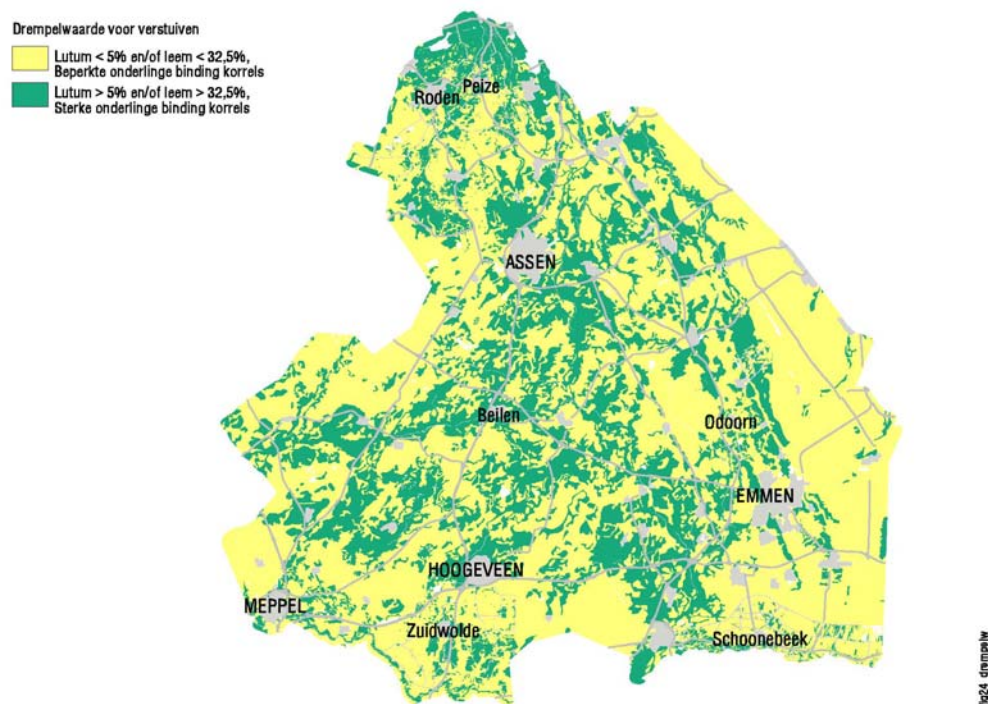 Drempelwaarde voor verstuiven
Lutum < 5% en/of leem < 32,5%,
Beperkte onderlinge binding korrels
Lutum > 5% en/of leem > 32,5%,
Sterke onderlinge binding korrels
Peize
Roden
ASSEN
Beilen
Odoorn
EMMEN
HOOGEVEEN
MEPPEL
Zuidwolde
Schoonebeek
lg24_drempelw